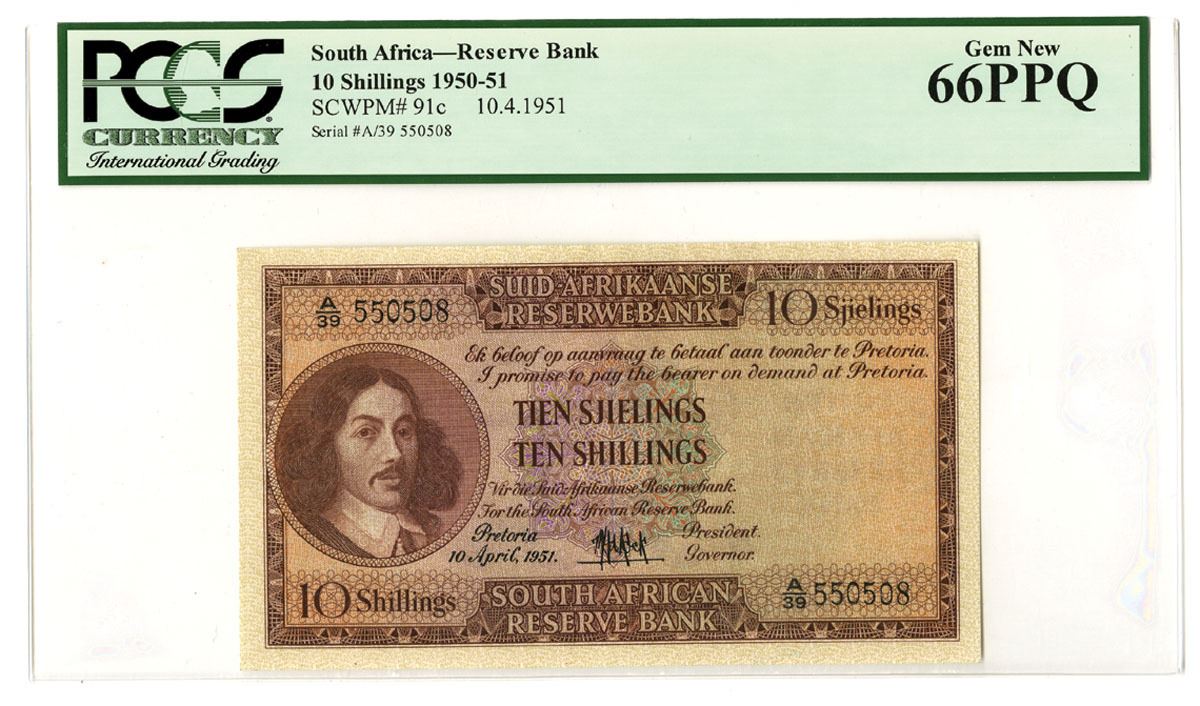 PCGS
CURRENCY
International Grading
South Africa—Reserve Bank
10 Shillings 1950-51
SCWPM# 91c 10.4.1951
Serial #A/39 550508
Gem New
66PPQ
SUID-AFRIKAANSE
RESERWEBANK
A/39 550508
10 Sjielings
Ek beloof op aanvraag te betaal aan toonder te Pretoria.
I promise to pay the bearer on demand at Pretoria.
TIEN SJIELINGS
TEN SHILLINGS
Vir die Suid-Afrikaanse Reserwebank.
For the South African Reserve Bank.
Pretoria
President.
10 April, 1951.
Governor.
10 Shillings
SOUTH AFRICAN
RESERVE BANK
A/39 550508